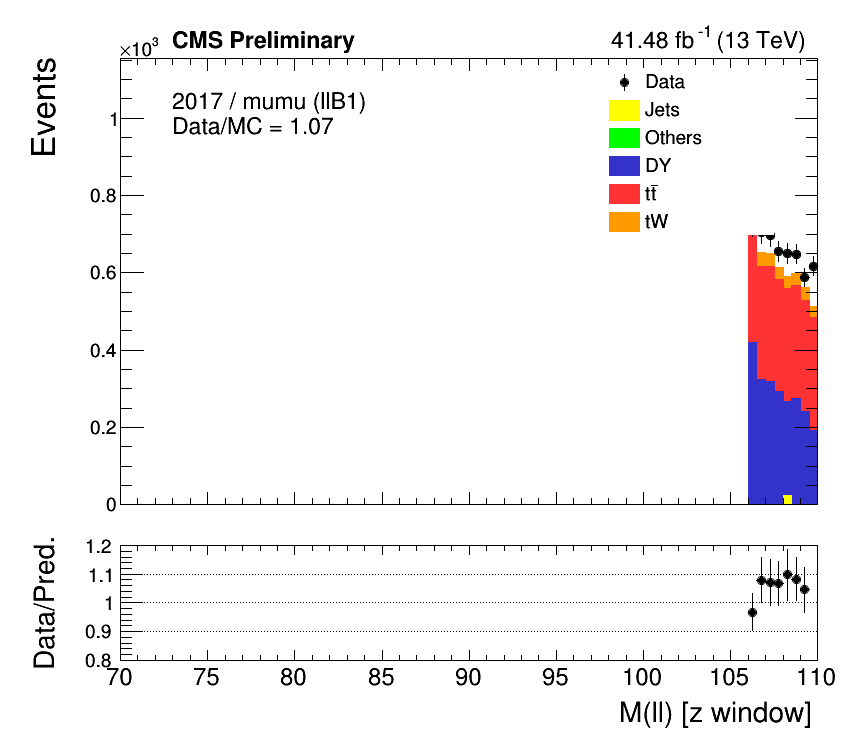 ×10³
CMS Preliminary
41.48 fb⁻¹ (13 TeV)
Events
2017 / mumu (llB1)
Data/MC = 1.07
Data
Jets
Others
DY
tt̄
tW
1
0.8
0.6
0.4
0.2
0
Data/Pred.
1.2
1.1
1
0.9
0.8
70 75 80 85 90 95 100 105 110
M(ll) [z window]